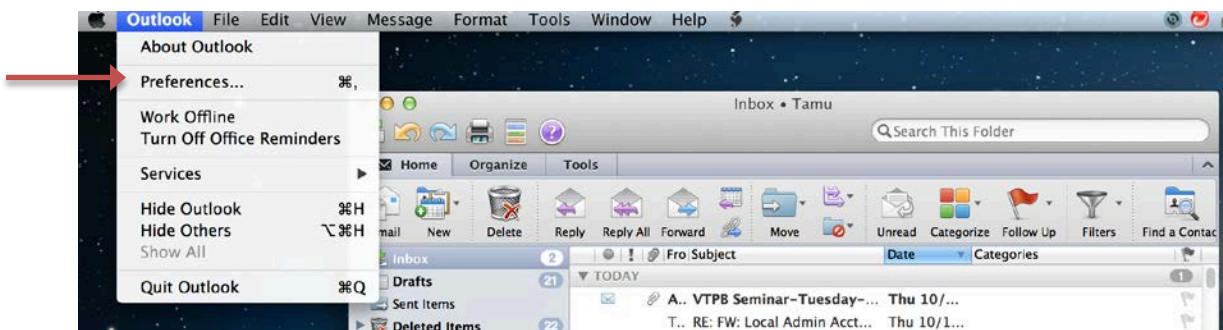 Outlook File Edit View Message Format Tools Window Help
About Outlook
Preferences... ⌘,
Work Offline
Turn Off Office Reminders
Services ▶
Hide Outlook ⌘H
Hide Others ⌥⌘H
Show All
Quit Outlook ⌘Q
Inbox • Tamu
Search This Folder
Home Organize Tools
mail New Delete Reply Reply All Forward Move Unread Categorize Follow Up Filters Find a Contac
Inbox 2
Drafts 21
Sent Items
Deleted Items 22
! Fro Subject Date Categories
TODAY 1
A.. VTPB Seminar-Tuesday-... Thu 10/...
T.. RE: FW: Local Admin Acct... Thu 10/1...